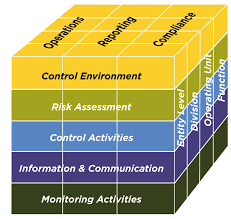 Operations
Reporting
Compliance
Control Environment
Risk Assessment
Control Activities
Information & Communication
Monitoring Activities
Entity Level
Division
Operating Unit
Function